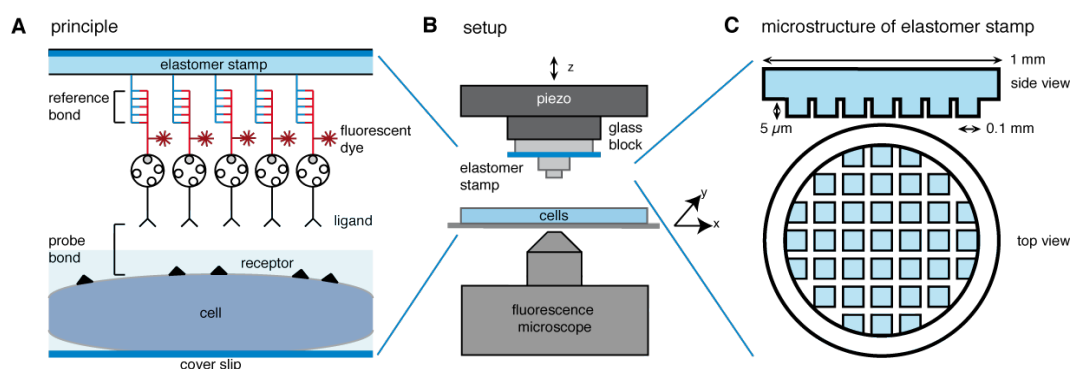 A principle
elastomer stamp
reference
bond
fluorescent
dye
ligand
probe
bond
receptor
cell
cover slip
B setup
z
piezo
glass
block
elastomer
stamp
cells
y
x
fluorescence
microscope
C microstructure of elastomer stamp
1 mm
side view
5 µm
0.1 mm
top view